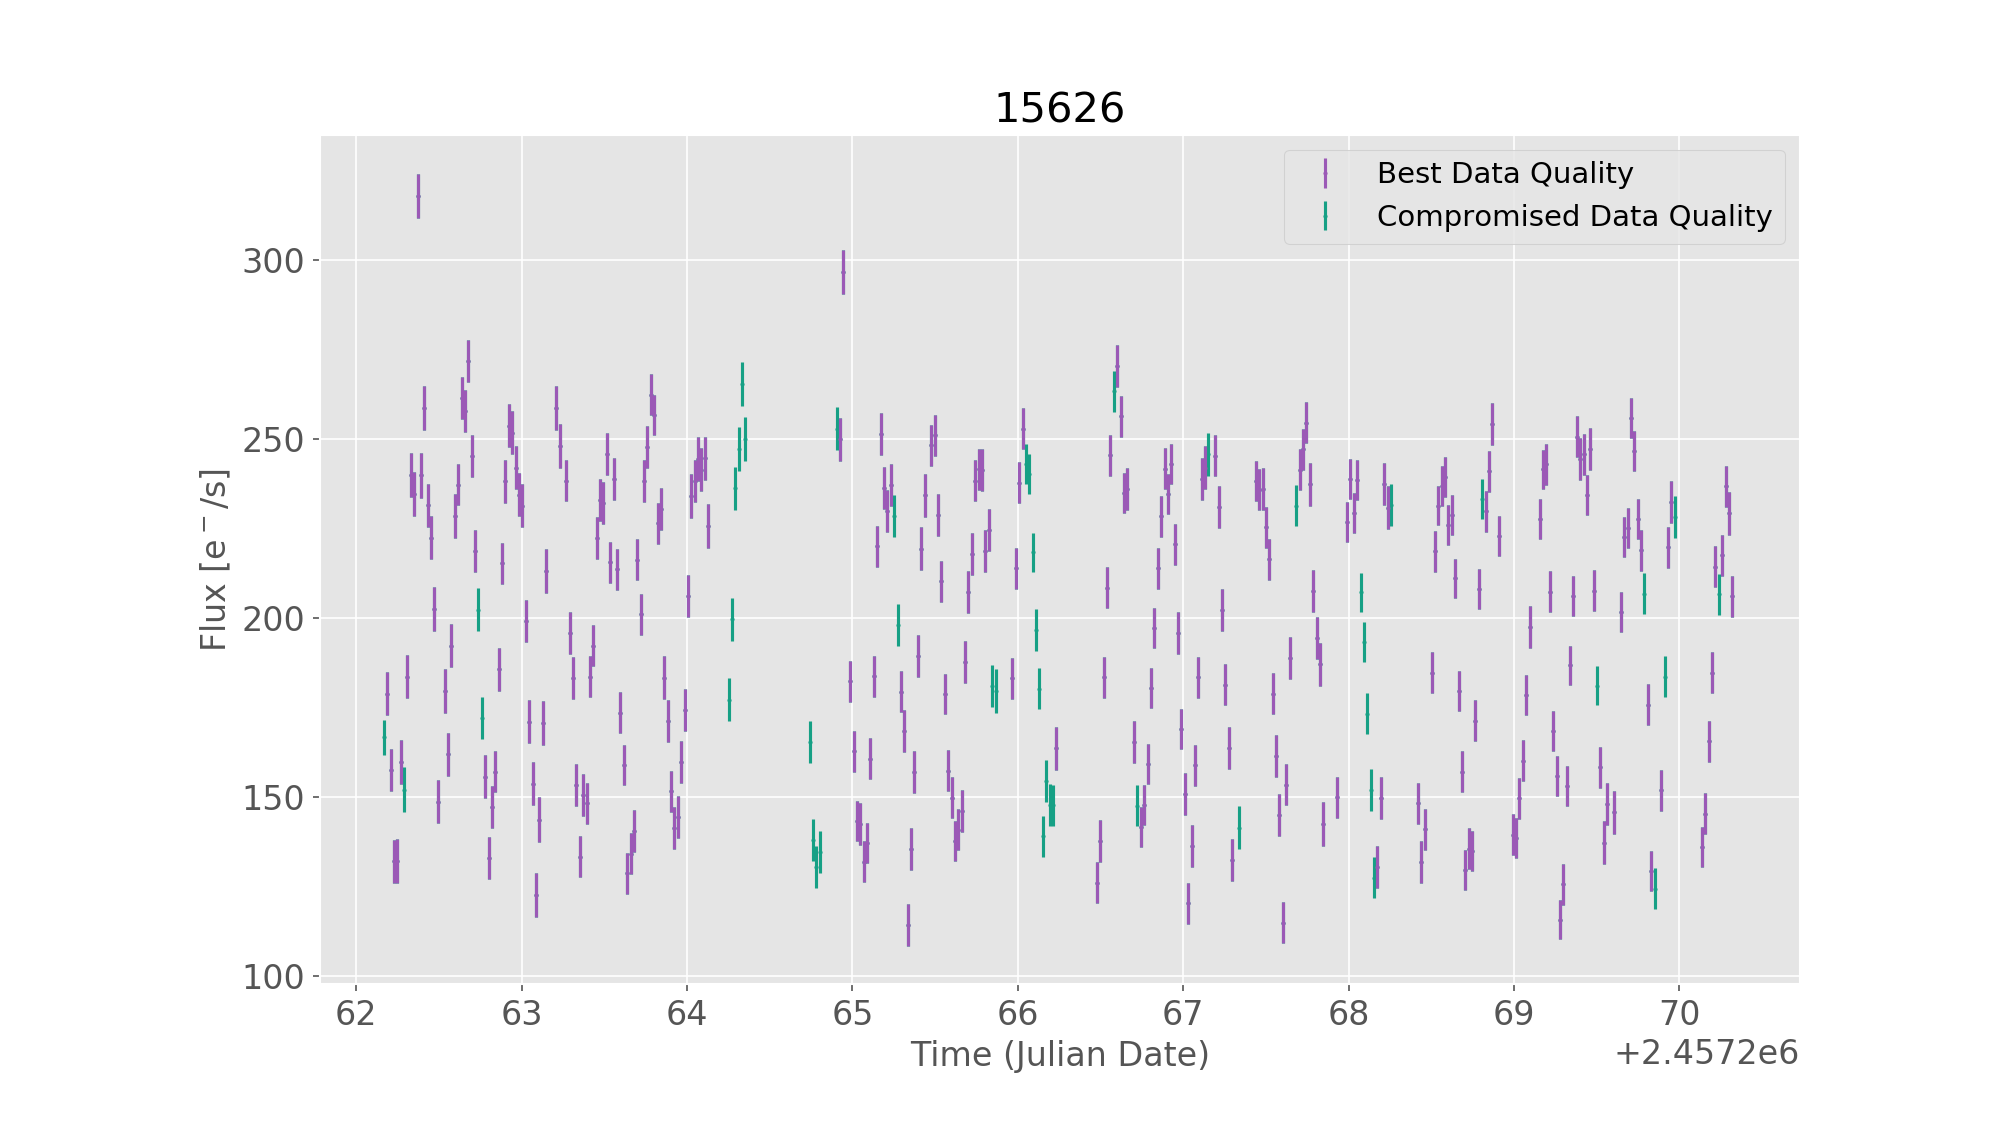 15626
Best Data Quality
Compromised Data Quality
Flux [e⁻/s]
300
250
200
150
100
62 63 64 65 66 67 68 69 70
Time (Julian Date)
+2.4572e6